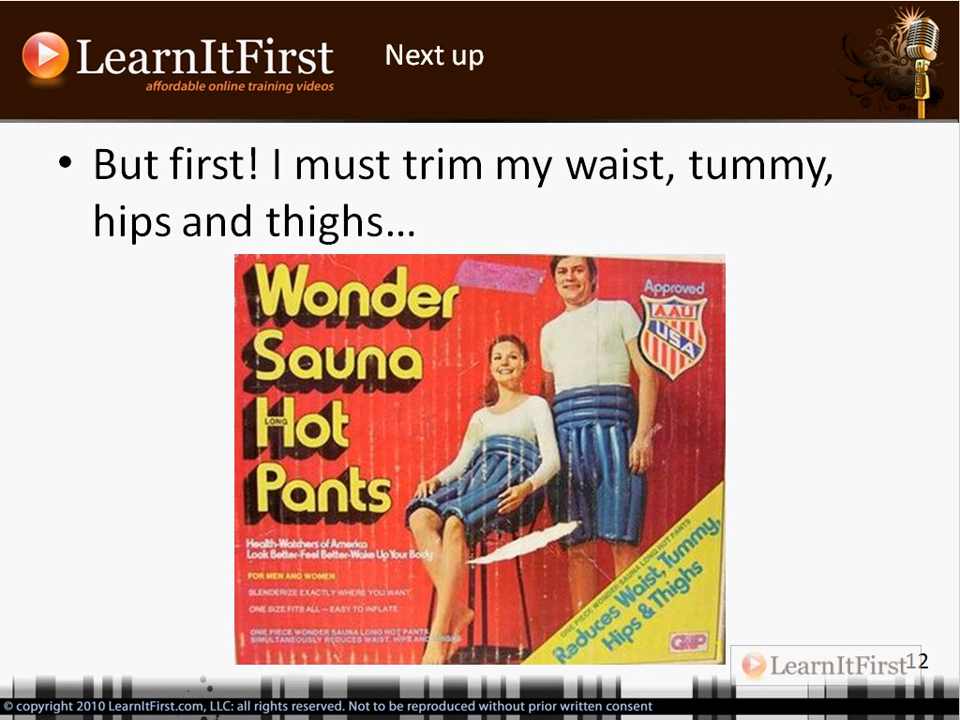 LearnItFirst
affordable online training videos
Next up
• But first! I must trim my waist, tummy,
hips and thighs...
Wonder
Sauna
LONG
Hot
Pants
Approved
AAU
USA
Health-Watchers of America
Look Better-Feel Better-Wake Up Your Body
FOR MEN AND WOMEN
SLENDERIZE EXACTLY WHERE YOU WANT
ONE SIZE FITS ALL – EASY TO INFLATE
ONE PIECE WONDER SAUNA LONG HOT PANTS
SIMULTANEOUSLY REDUCES WAIST, HIPS AND THIGHS
ONE PIECE WONDER SAUNA LONG HOT PANTS
Reduces Waist, Tummy,
Hips & Thighs
LearnItFirst
12
© copyright 2010 LearnItFirst.com, LLC: all rights reserved. Not to be reproduced without prior written consent